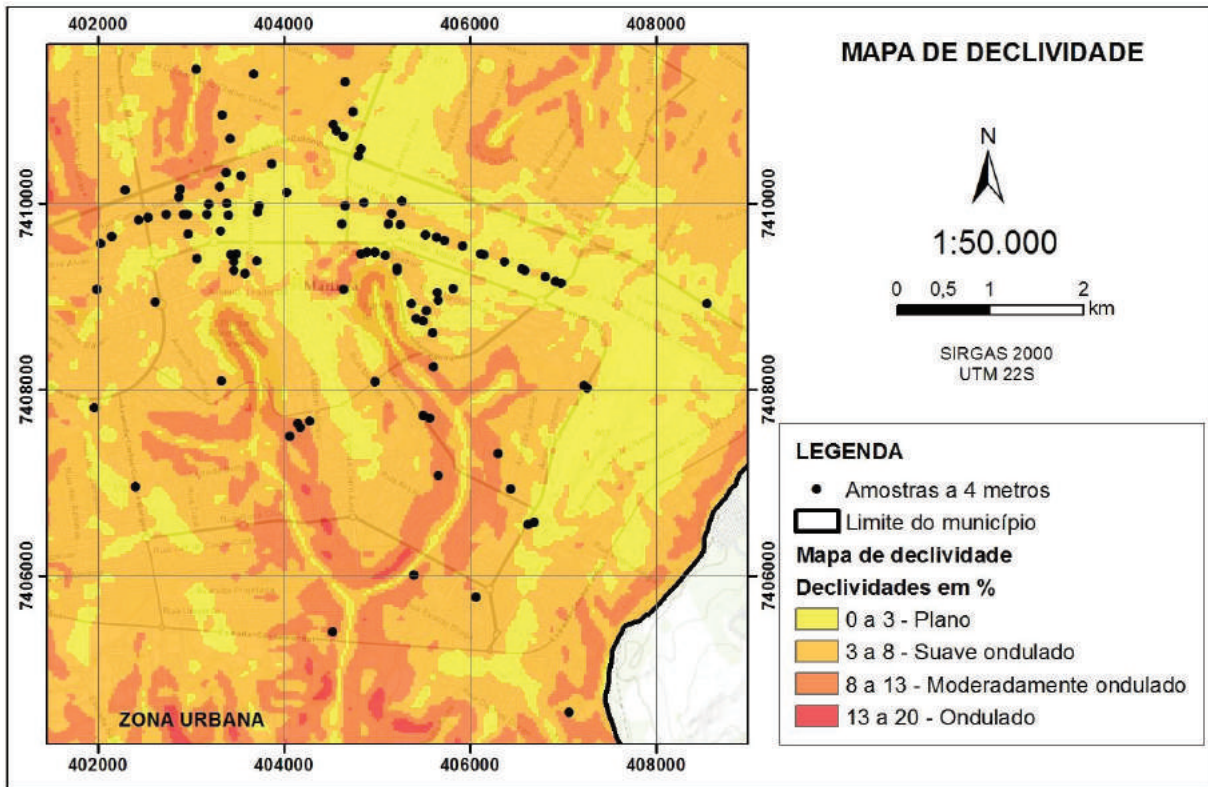 402000 404000 406000 408000
7410000 7410000
7408000 7408000
7406000 7406000
402000 404000 406000 408000
ZONA URBANA
MAPA DE DECLIVIDADE
N
1:50.000
0 0,5 1 2
km
SIRGAS 2000
UTM 22S
LEGENDA
Amostras a 4 metros
Limite do município
Mapa de declividade
Declividades em %
0 a 3 - Plano
3 a 8 - Suave ondulado
8 a 13 - Moderadamente ondulado
13 a 20 - Ondulado